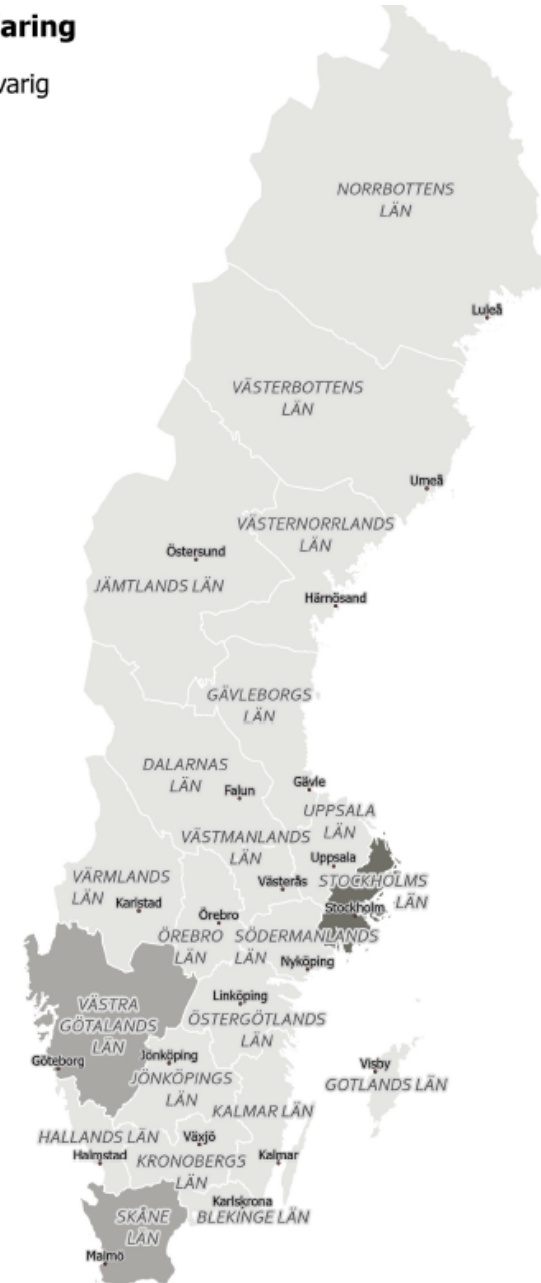 aring
varig
NORRBOTTENS
LÄN
Luleå
VÄSTERBOTTENS
LÄN
Umeå
VÄSTERNORRLANDS
LÄN
Östersund
JÄMTLANDS LÄN
Härnösand
GÄVLEBORGS
LÄN
DALARNAS
LÄN
Falun
Gävle
UPPSALA
LÄN
VÄSTMANLANDS
LÄN
Uppsala
VÄRMLANDS
LÄN
Västerås
STOCKHOLMS
LÄN
Karlstad
Örebro
Stockholm
ÖREBRO
LÄN
SÖDERMANLANDS
LÄN
Nyköping
Linköping
VÄSTRA
GÖTALANDS
LÄN
ÖSTERGÖTLANDS
LÄN
Göteborg
Jönköping
Visby
JÖNKÖPINGS
LÄN
GOTLANDS LÄN
KALMAR LÄN
HALLANDS LÄN
Växjö
Halmstad
KRONOBERGS
LÄN
Kalmar
Karlskrona
SKÅNE
LÄN
BLEKINGE LÄN
Malmö